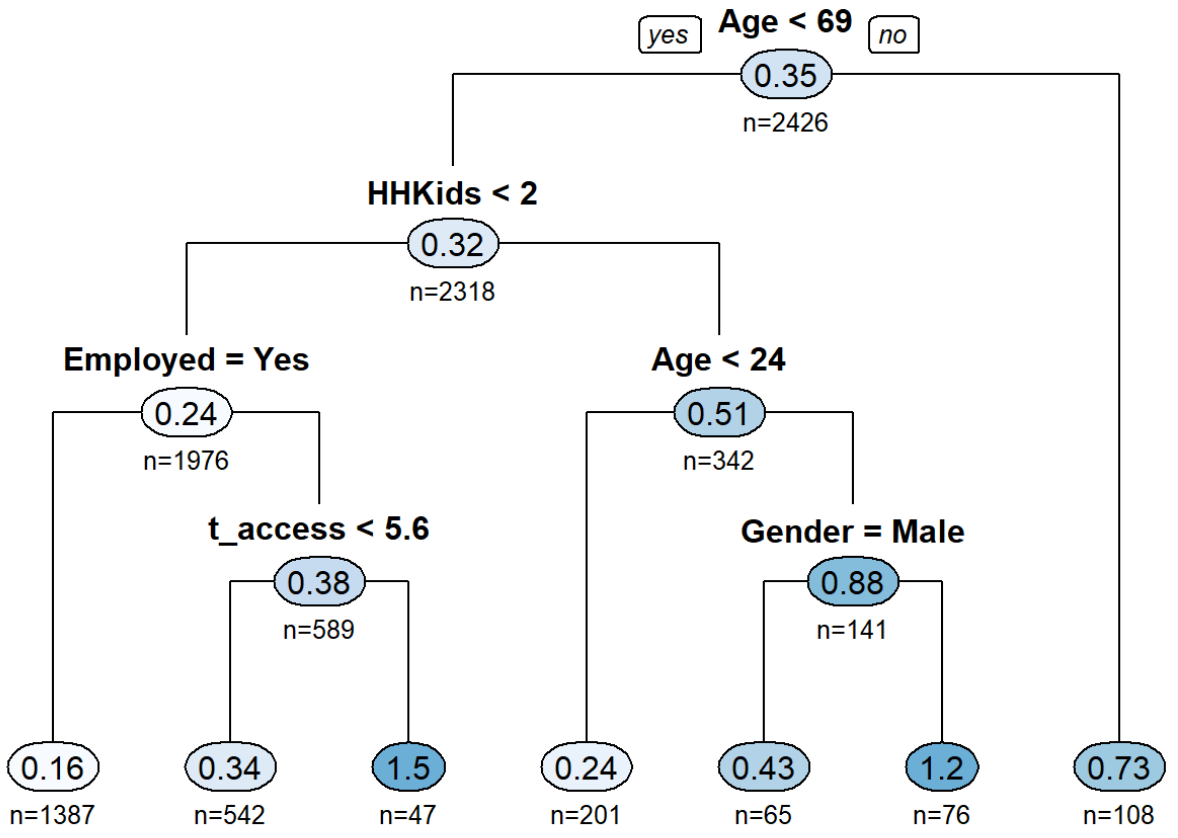 yes Age < 69 no
0.35
n=2426
HHKids < 2
0.32
n=2318
Employed = Yes Age < 24
0.24 0.51
n=1976 n=342
t_access < 5.6 Gender = Male
0.38 0.88
n=589 n=141
0.16 0.34 1.5 0.24 0.43 1.2 0.73
n=1387 n=542 n=47 n=201 n=65 n=76 n=108